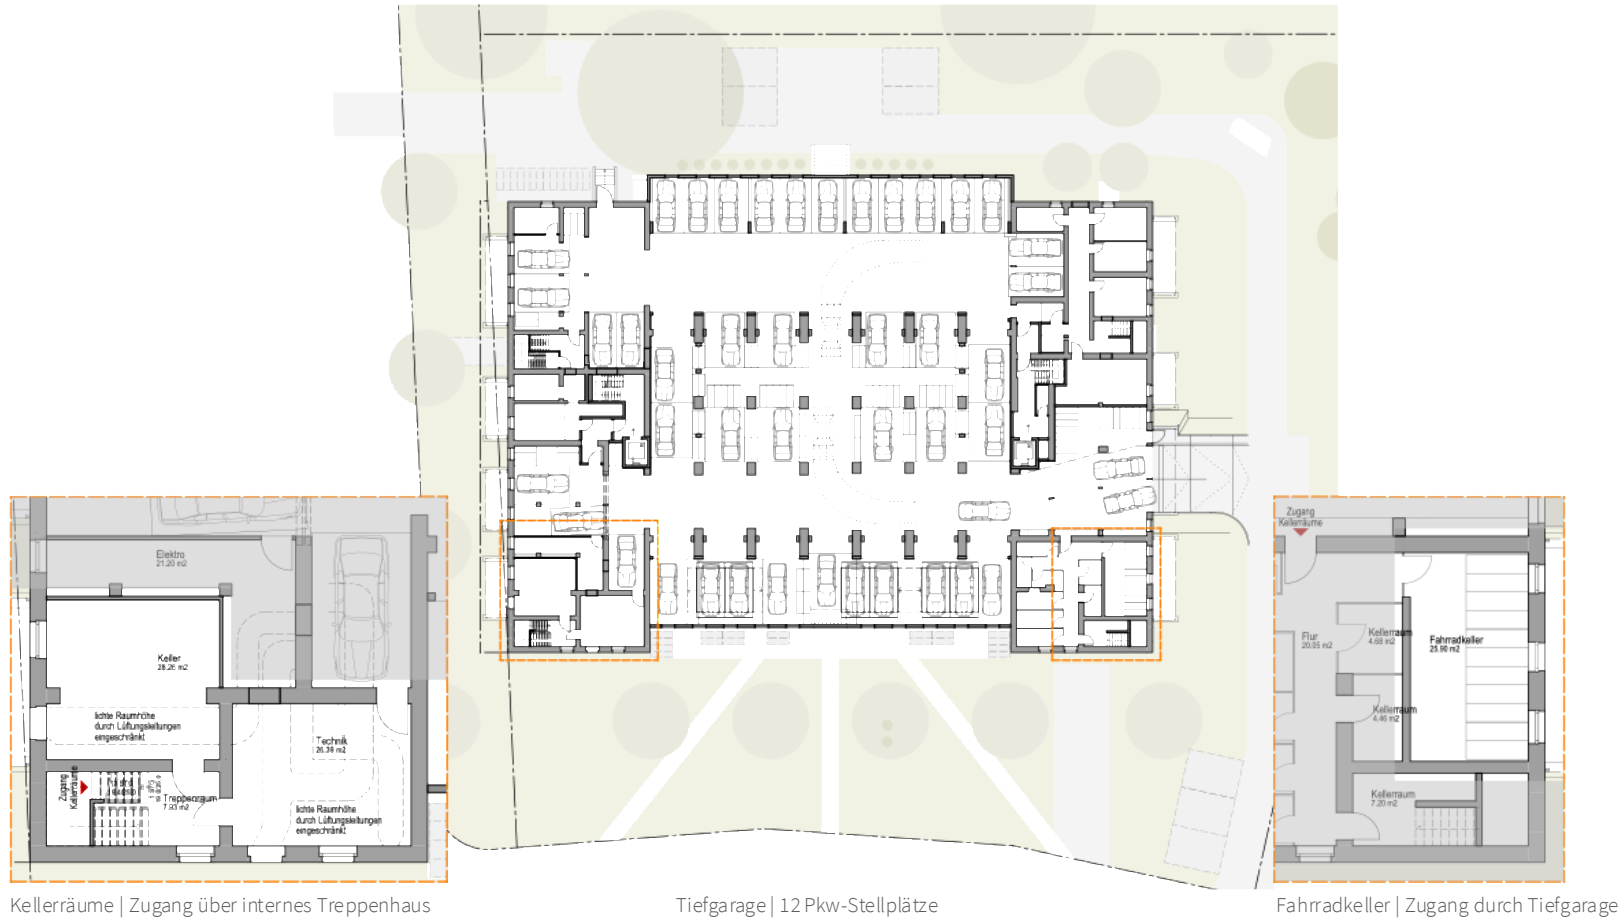 Elektro
21.20 m2
Keller
28.26 m2
lichte Raumhöhe
durch Lüftungsleitungen
eingeschränkt
Technik
26.39 m2
Zugang
Kellerräume
Treppenraum
7.93 m2
lichte Raumhöhe
durch Lüftungsleitungen
eingeschränkt
Zugang
Kellerräume
Flur
20.05 m2
Kellerraum
4.68 m2
Fahrradkeller
25.90 m2
Kellerraum
4.46 m2
Kellerraum
7.20 m2
Kellerräume | Zugang über internes Treppenhaus
Tiefgarage | 12 Pkw-Stellplätze
Fahrradkeller | Zugang durch Tiefgarage